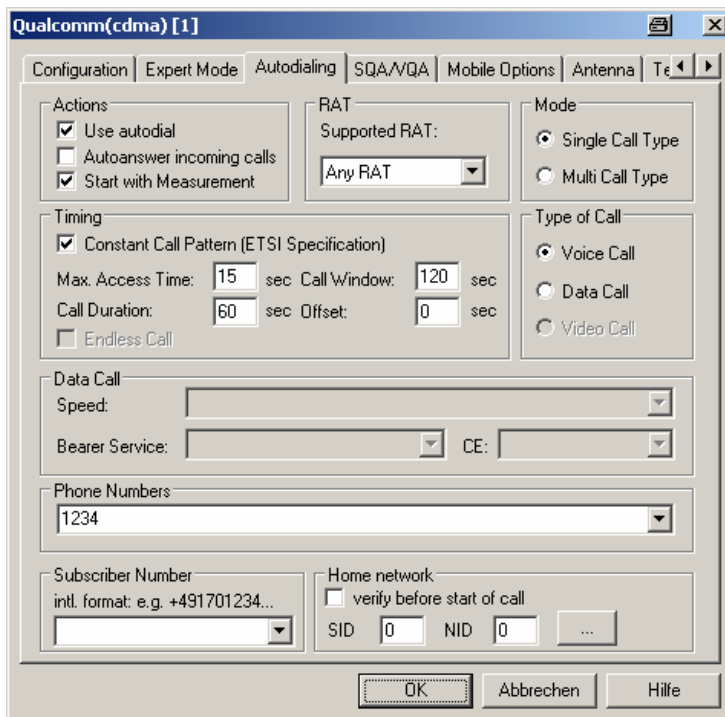 Qualcomm(cdma) [1]
Configuration Expert Mode Autodialing SQA/VQA Mobile Options Antenna Te
Actions
Use autodial
Autoanswer incoming calls
Start with Measurement
RAT
Supported RAT:
Any RAT
Mode
Single Call Type
Multi Call Type
Timing
Constant Call Pattern (ETSI Specification)
Max. Access Time: 15 sec Call Window: 120 sec
Call Duration: 60 sec Offset: 0 sec
Endless Call
Type of Call
Voice Call
Data Call
Video Call
Data Call
Speed:
Bearer Service: CE:
Phone Numbers
1234
Subscriber Number
intl. format: e.g. +491701234...
Home network
verify before start of call
SID 0 NID 0 ...
OK Abbrechen Hilfe